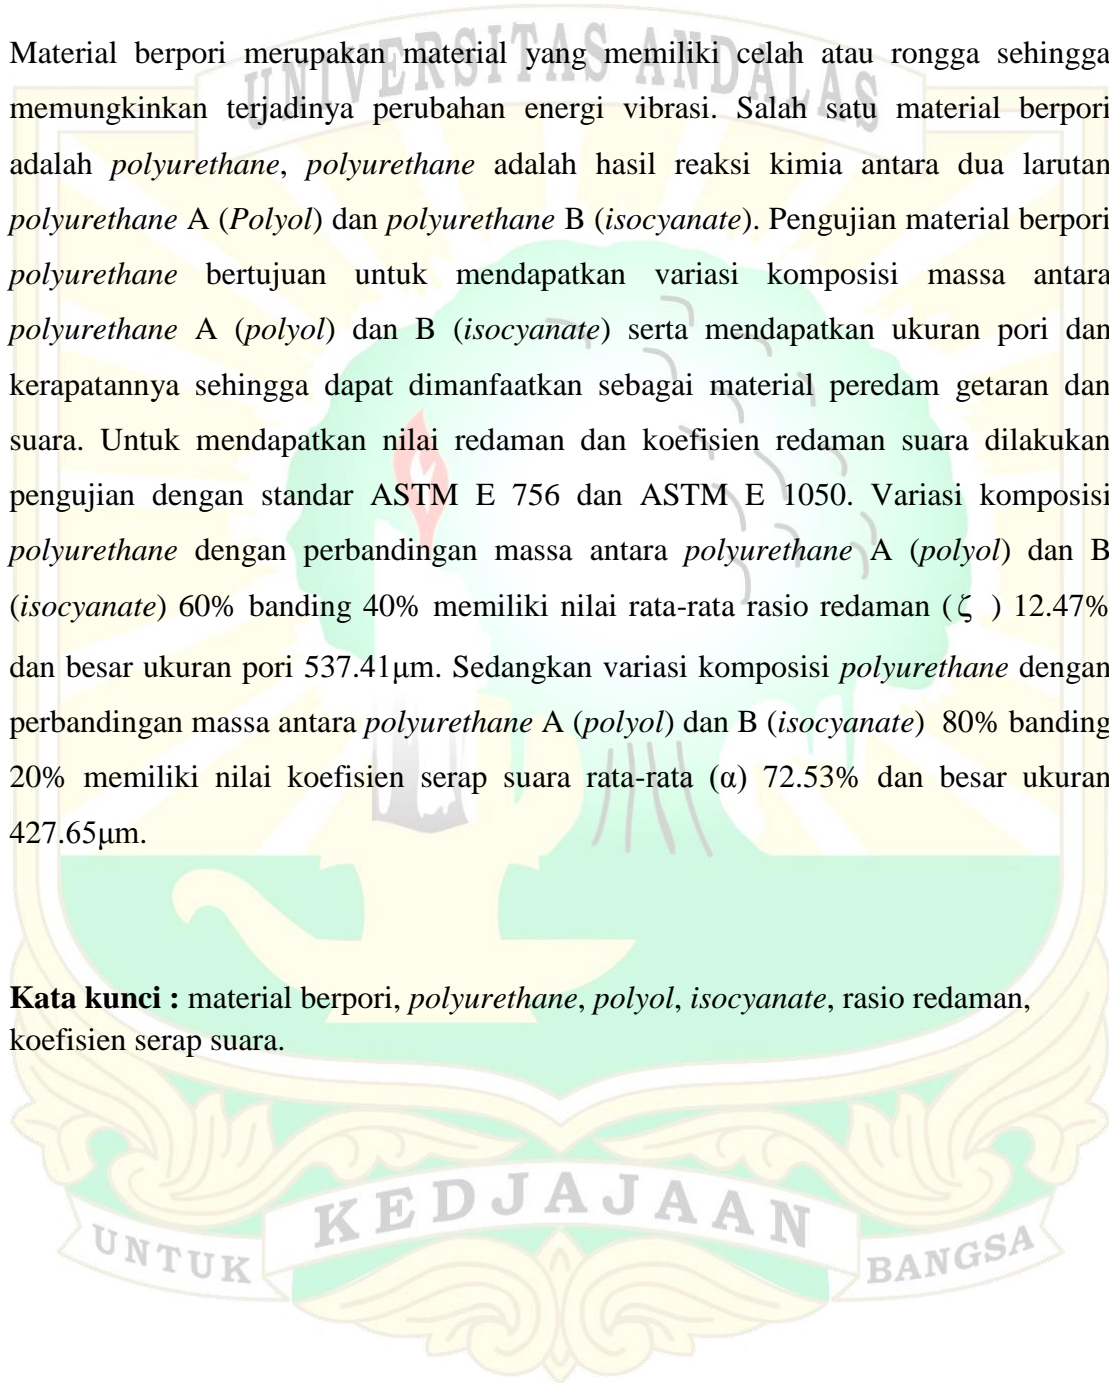 UNIVERSITAS ANDALAS
Material berpori merupakan material yang memiliki celah atau rongga sehingga
memungkinkan terjadinya perubahan energi vibrasi. Salah satu material berpori
adalah polyurethane, polyurethane adalah hasil reaksi kimia antara dua larutan
polyurethane A (Polyol) dan polyurethane B (isocyanate). Pengujian material berpori
polyurethane bertujuan untuk mendapatkan variasi komposisi massa antara
polyurethane A (polyol) dan B (isocyanate) serta mendapatkan ukuran pori dan
kerapatannya sehingga dapat dimanfaatkan sebagai material peredam getaran dan
suara. Untuk mendapatkan nilai redaman dan koefisien redaman suara dilakukan
pengujian dengan standar ASTM E 756 dan ASTM E 1050. Variasi komposisi
polyurethane dengan perbandingan massa antara polyurethane A (polyol) dan B
(isocyanate) 60% banding 40% memiliki nilai rata-rata rasio redaman (ζ ) 12.47%
dan besar ukuran pori 537.41μm. Sedangkan variasi komposisi polyurethane dengan
perbandingan massa antara polyurethane A (polyol) dan B (isocyanate) 80% banding
20% memiliki nilai koefisien serap suara rata-rata (α) 72.53% dan besar ukuran
427.65μm.
Kata kunci : material berpori, polyurethane, polyol, isocyanate, rasio redaman,
koefisien serap suara.
UNTUK KEDJAJAAN BANGSA